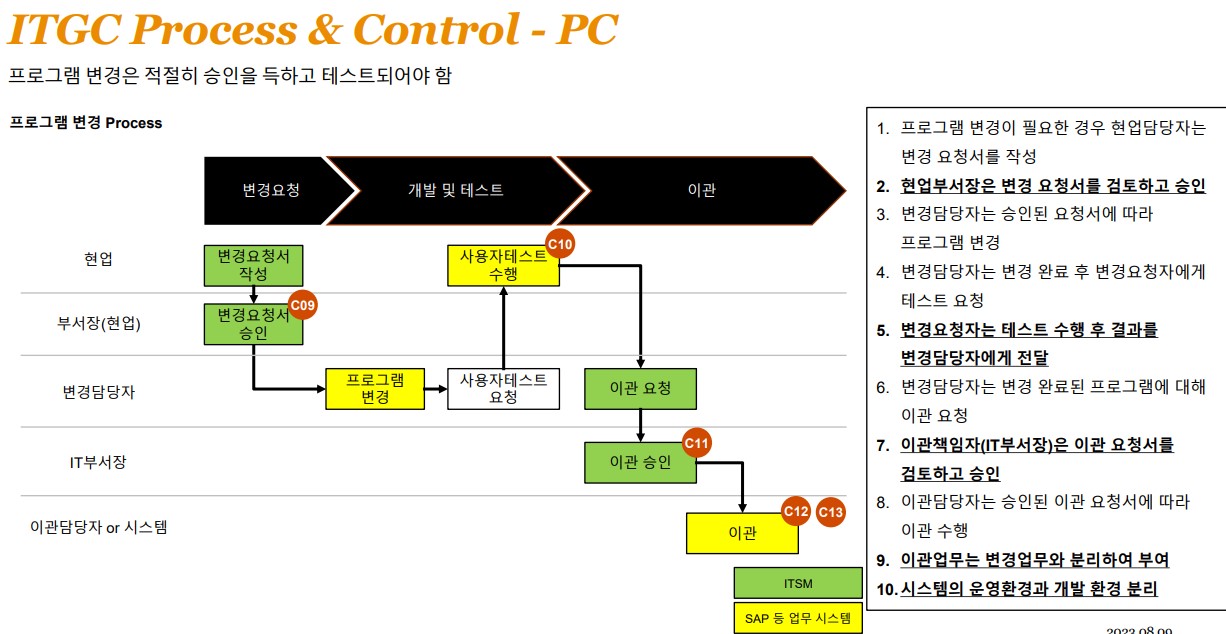 ITGC Process & Control - PC
프로그램 변경은 적절히 승인을 득하고 테스트되어야 함
프로그램 변경 Process
변경요청
개발 및 테스트
이관
현업
변경요청서
작성
사용자테스트
수행
C10
부서장(현업)
변경요청서
승인
C09
변경담당자
프로그램
변경
사용자테스트
요청
이관 요청
IT부서장
이관 승인
C11
이관담당자 or 시스템
이관
C12
C13
ITSM
SAP 등 업무 시스템
1. 프로그램 변경이 필요한 경우 현업담당자는
변경 요청서를 작성
2. 현업부서장은 변경 요청서를 검토하고 승인
3. 변경담당자는 승인된 요청서에 따라
프로그램 변경
4. 변경담당자는 변경 완료 후 변경요청자에게
테스트 요청
5. 변경요청자는 테스트 수행 후 결과를
변경담당자에게 전달
6. 변경담당자는 변경 완료된 프로그램에 대해
이관 요청
7. 이관책임자(IT부서장)은 이관 요청서를
검토하고 승인
8. 이관담당자는 승인된 이관 요청서에 따라
이관 수행
9. 이관업무는 변경업무와 분리하여 부여
10. 시스템의 운영환경과 개발 환경 분리
2022.08.09